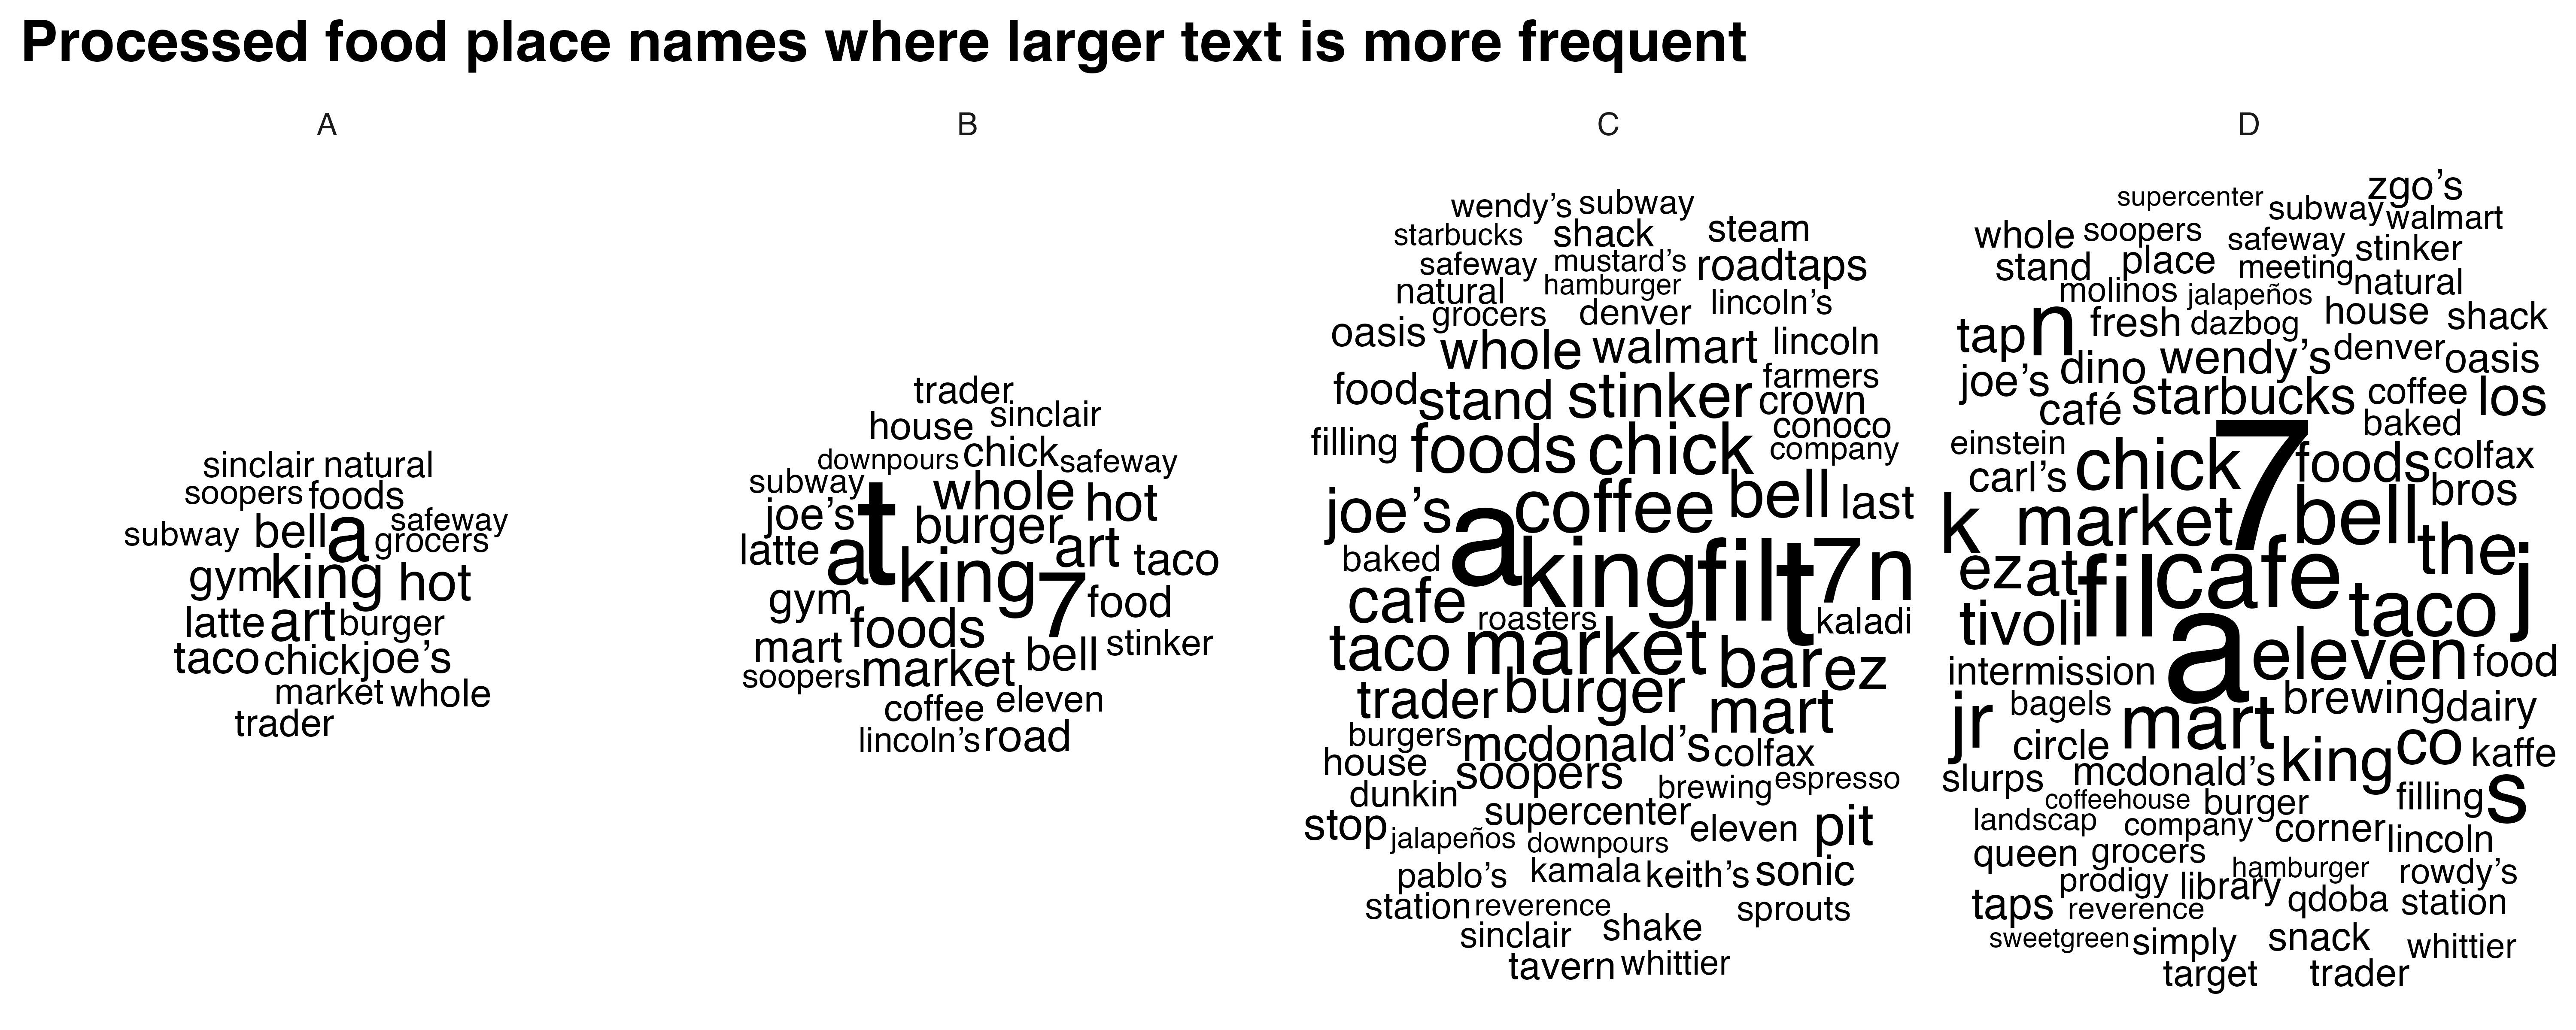 Processed food place names where larger text is more frequent
A
sinclair natural
soopers foods
subway bell a safeway
grocers
gym king hot
latte art burger
taco chick joe’s
market whole
trader
B
trader
house sinclair
downpours chick safeway
subway t whole hot
joe’s burger
latte a art taco
king
gym 7 food
mart foods bell stinker
soopers market
coffee eleven
lincoln’s road
C
wendy’s subway
starbucks shack steam
safeway mustard’s roadtaps
natural hamburger lincoln’s
grocers denver
oasis whole walmart lincoln
food stand stinker farmers
crown
filling foods chick conoco
company
joe’s a coffee bell last
baked king fil t 7 n
cafe roasters kaladi
taco market bar ez
trader burger mart
burgers mcdonald’s colfax
house soopers brewing espresso
dunkin supercenter
stop jalapeños downpours eleven pit
pablo’s kamala keith’s sonic
station reverence sprouts
sinclair shake
tavern whittier
D
zgo’s
supercenter subway walmart
whole soopers safeway stinker
stand place meeting natural
molinos jalapeños
tap n fresh dazbog, house shack
joe’s dino wendy’s denver oasis
café starbucks coffee los
baked
einstein chick 7 foods colfax
carl’s bros
k market bell the
ez at fil cafe j
tivoli a taco
intermission eleven food
jr bagels mart brewing dairy
circle king co kaffe
slurps mcdonald’s
coffeehouse burger filling s
landscap company corner lincoln
queen grocers hamburger rowdy’s
prodigy library qdoba station
taps reverence
sweetgreen simply snack whittier
target trader